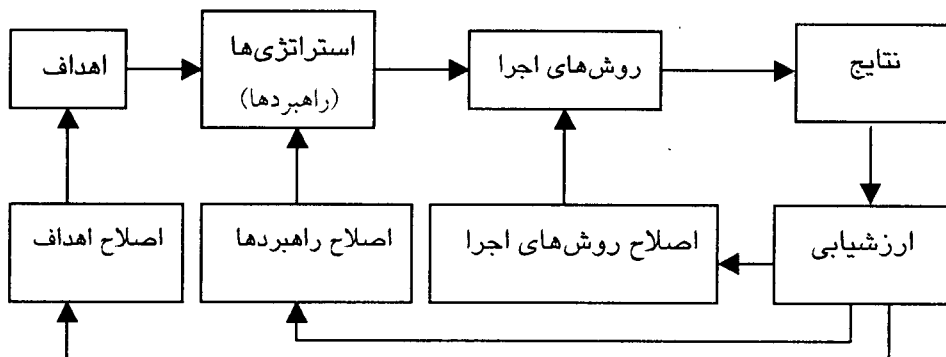 اهداف
استراتژی‌ها
(راهبردها)
روش‌های اجرا
نتایج
اصلاح اهداف
اصلاح راهبردها
اصلاح روش‌های اجرا
ارزشیابی